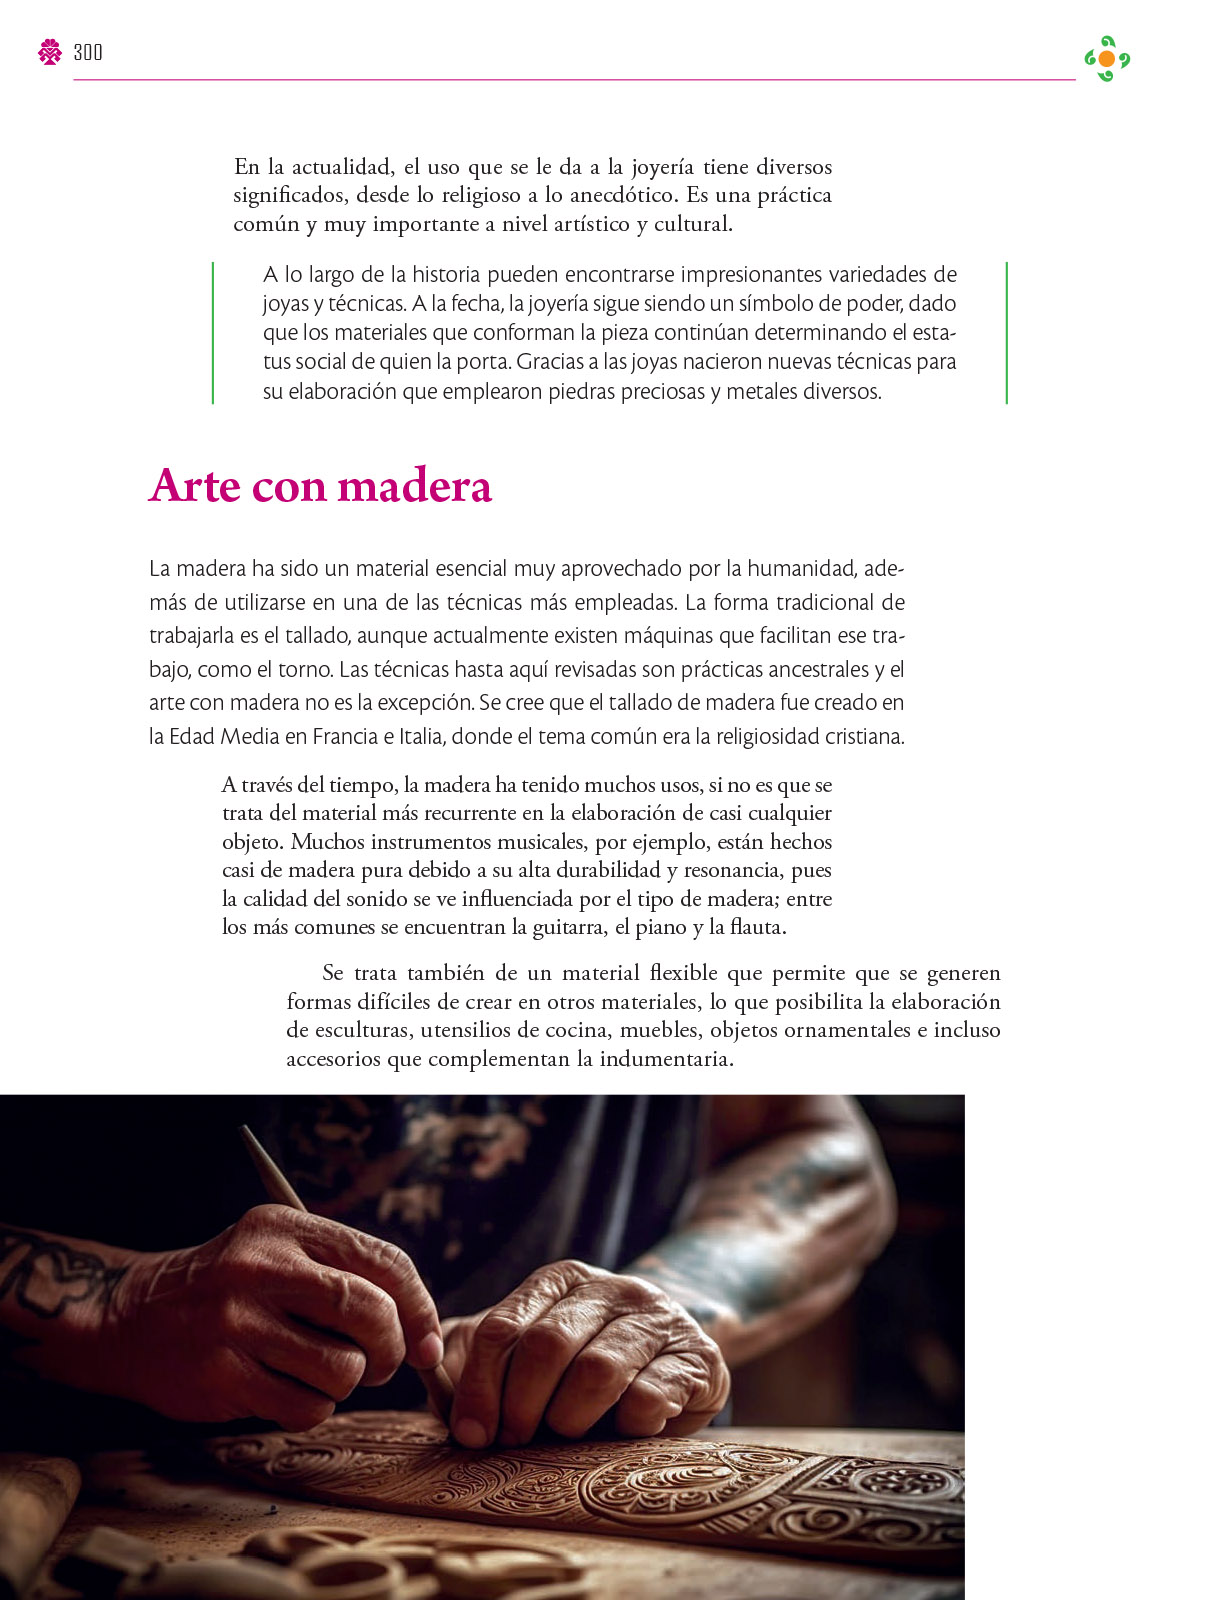 300
En la actualidad, el uso que se le da a la joyería tiene diversos
significados, desde lo religioso a lo anecdótico. Es una práctica
común y muy importante a nivel artístico y cultural.
A lo largo de la historia pueden encontrarse impresionantes variedades de
joyas y técnicas. A la fecha, la joyería sigue siendo un símbolo de poder, dado
que los materiales que conforman la pieza continúan determinando el esta-
tus social de quien la porta. Gracias a las joyas nacieron nuevas técnicas para
su elaboración que emplearon piedras preciosas y metales diversos.
Arte con madera
La madera ha sido un material esencial muy aprovechado por la humanidad, ade-
más de utilizarse en una de las técnicas más empleadas. La forma tradicional de
trabajarla es el tallado, aunque actualmente existen máquinas que facilitan ese tra-
bajo, como el torno. Las técnicas hasta aquí revisadas son prácticas ancestrales y el
arte con madera no es la excepción. Se cree que el tallado de madera fue creado en
la Edad Media en Francia e Italia, donde el tema común era la religiosidad cristiana.
A través del tiempo, la madera ha tenido muchos usos, si no es que se
trata del material más recurrente en la elaboración de casi cualquier
objeto. Muchos instrumentos musicales, por ejemplo, están hechos
casi de madera pura debido a su alta durabilidad y resonancia, pues
la calidad del sonido se ve influenciada por el tipo de madera; entre
los más comunes se encuentran la guitarra, el piano y la flauta.
Se trata también de un material flexible que permite que se generen
formas difíciles de crear en otros materiales, lo que posibilita la elaboración
de esculturas, utensilios de cocina, muebles, objetos ornamentales e incluso
accesorios que complementan la indumentaria.